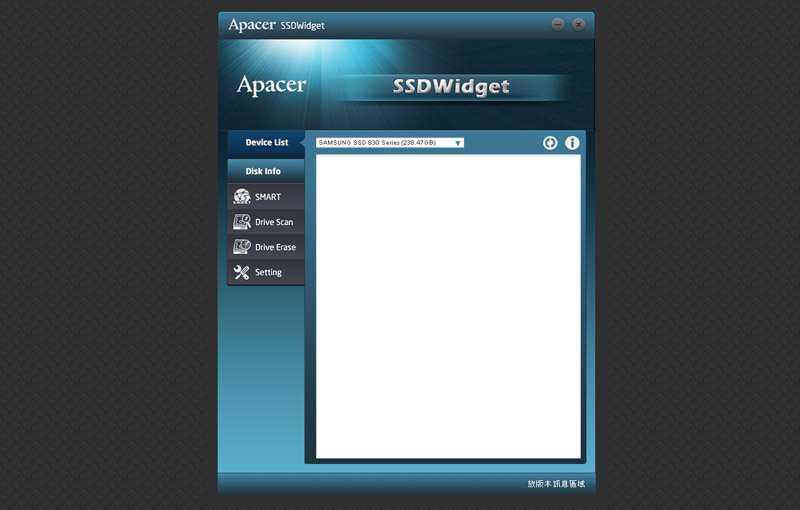 Apacer SSDWidget
Apacer SSDWidget
Device List
SAMSUNG SSD 830 Series(238.47GB)
Disk Info
SMART
Drive Scan
Drive Erase
Setting
放版本訊息區域